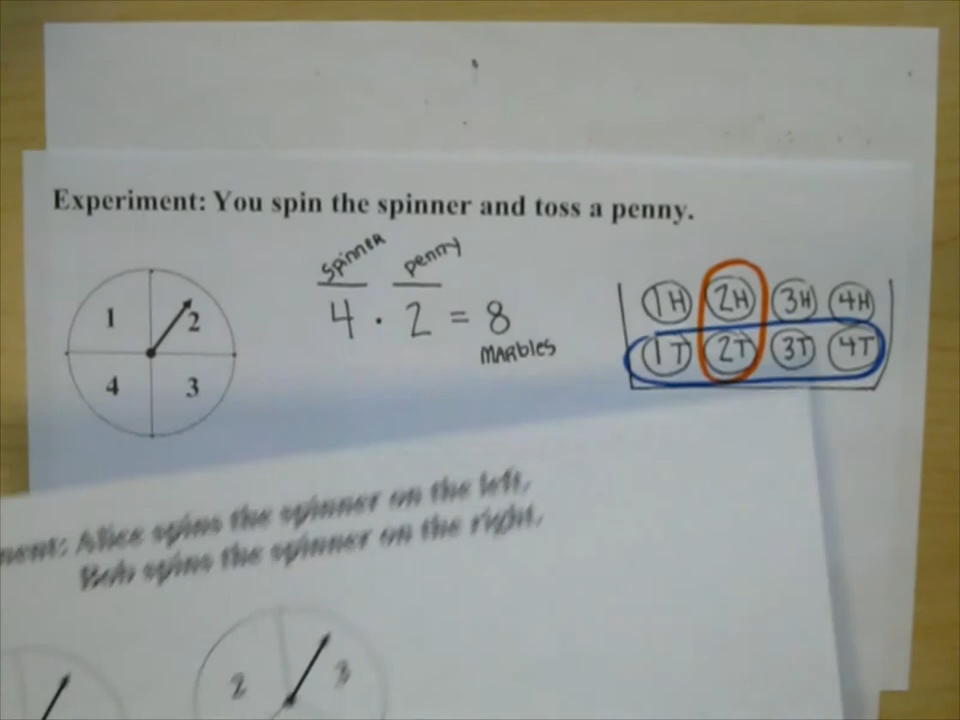 Experiment: You spin the spinner and toss a penny.
spinner penny
4 · 2 = 8
MARbles
1 2
4 3
1H 2H 3H 4H
1T 2T 3T 4T
ment: Alice spins the spinner on the left,
Bob spins the spinner on the right,
2 3